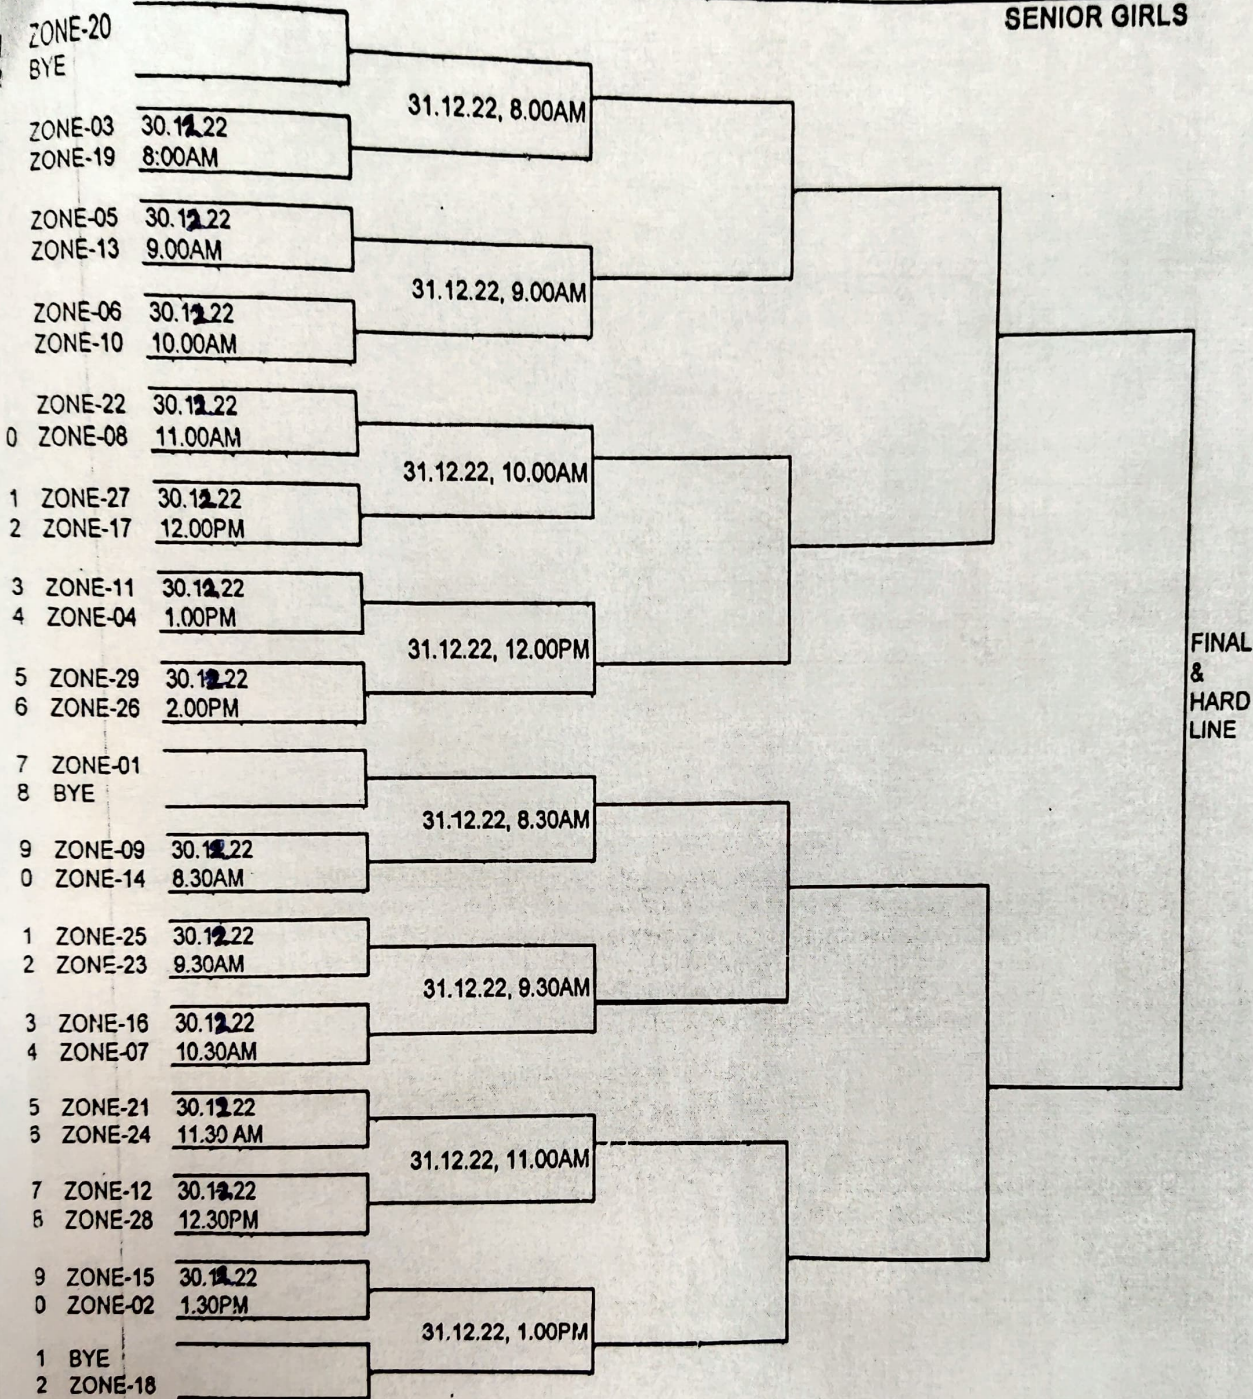 SENIOR GIRLS
ZONE-20
BYE
ZONE-03 30.12.22
ZONE-19 8:00AM
31.12.22, 8.00AM
ZONE-05 30.12.22
ZONE-13 9.00AM
ZONE-06 30.12.22
ZONE-10 10.00AM
31.12.22, 9.00AM
ZONE-22 30.12.22
0 ZONE-08 11.00AM
1 ZONE-27 30.12.22
2 ZONE-17 12.00PM
31.12.22, 10.00AM
3 ZONE-11 30.12.22
4 ZONE-04 1.00PM
5 ZONE-29 30.12.22
6 ZONE-26 2.00PM
31.12.22, 12.00PM
FINAL
&
HARD
LINE
7 ZONE-01
8 BYE
9 ZONE-09 30.12.22
0 ZONE-14 8.30AM
31.12.22, 8.30AM
1 ZONE-25 30.12.22
2 ZONE-23 9.30AM
3 ZONE-16 30.12.22
4 ZONE-07 10.30AM
31.12.22, 9.30AM
5 ZONE-21 30.12.22
6 ZONE-24 11.30 AM
7 ZONE-12 30.12.22
8 ZONE-28 12.30PM
31.12.22, 11.00AM
9 ZONE-15 30.12.22
0 ZONE-02 1.30PM
1 BYE
2 ZONE-18
31.12.22, 1.00PM